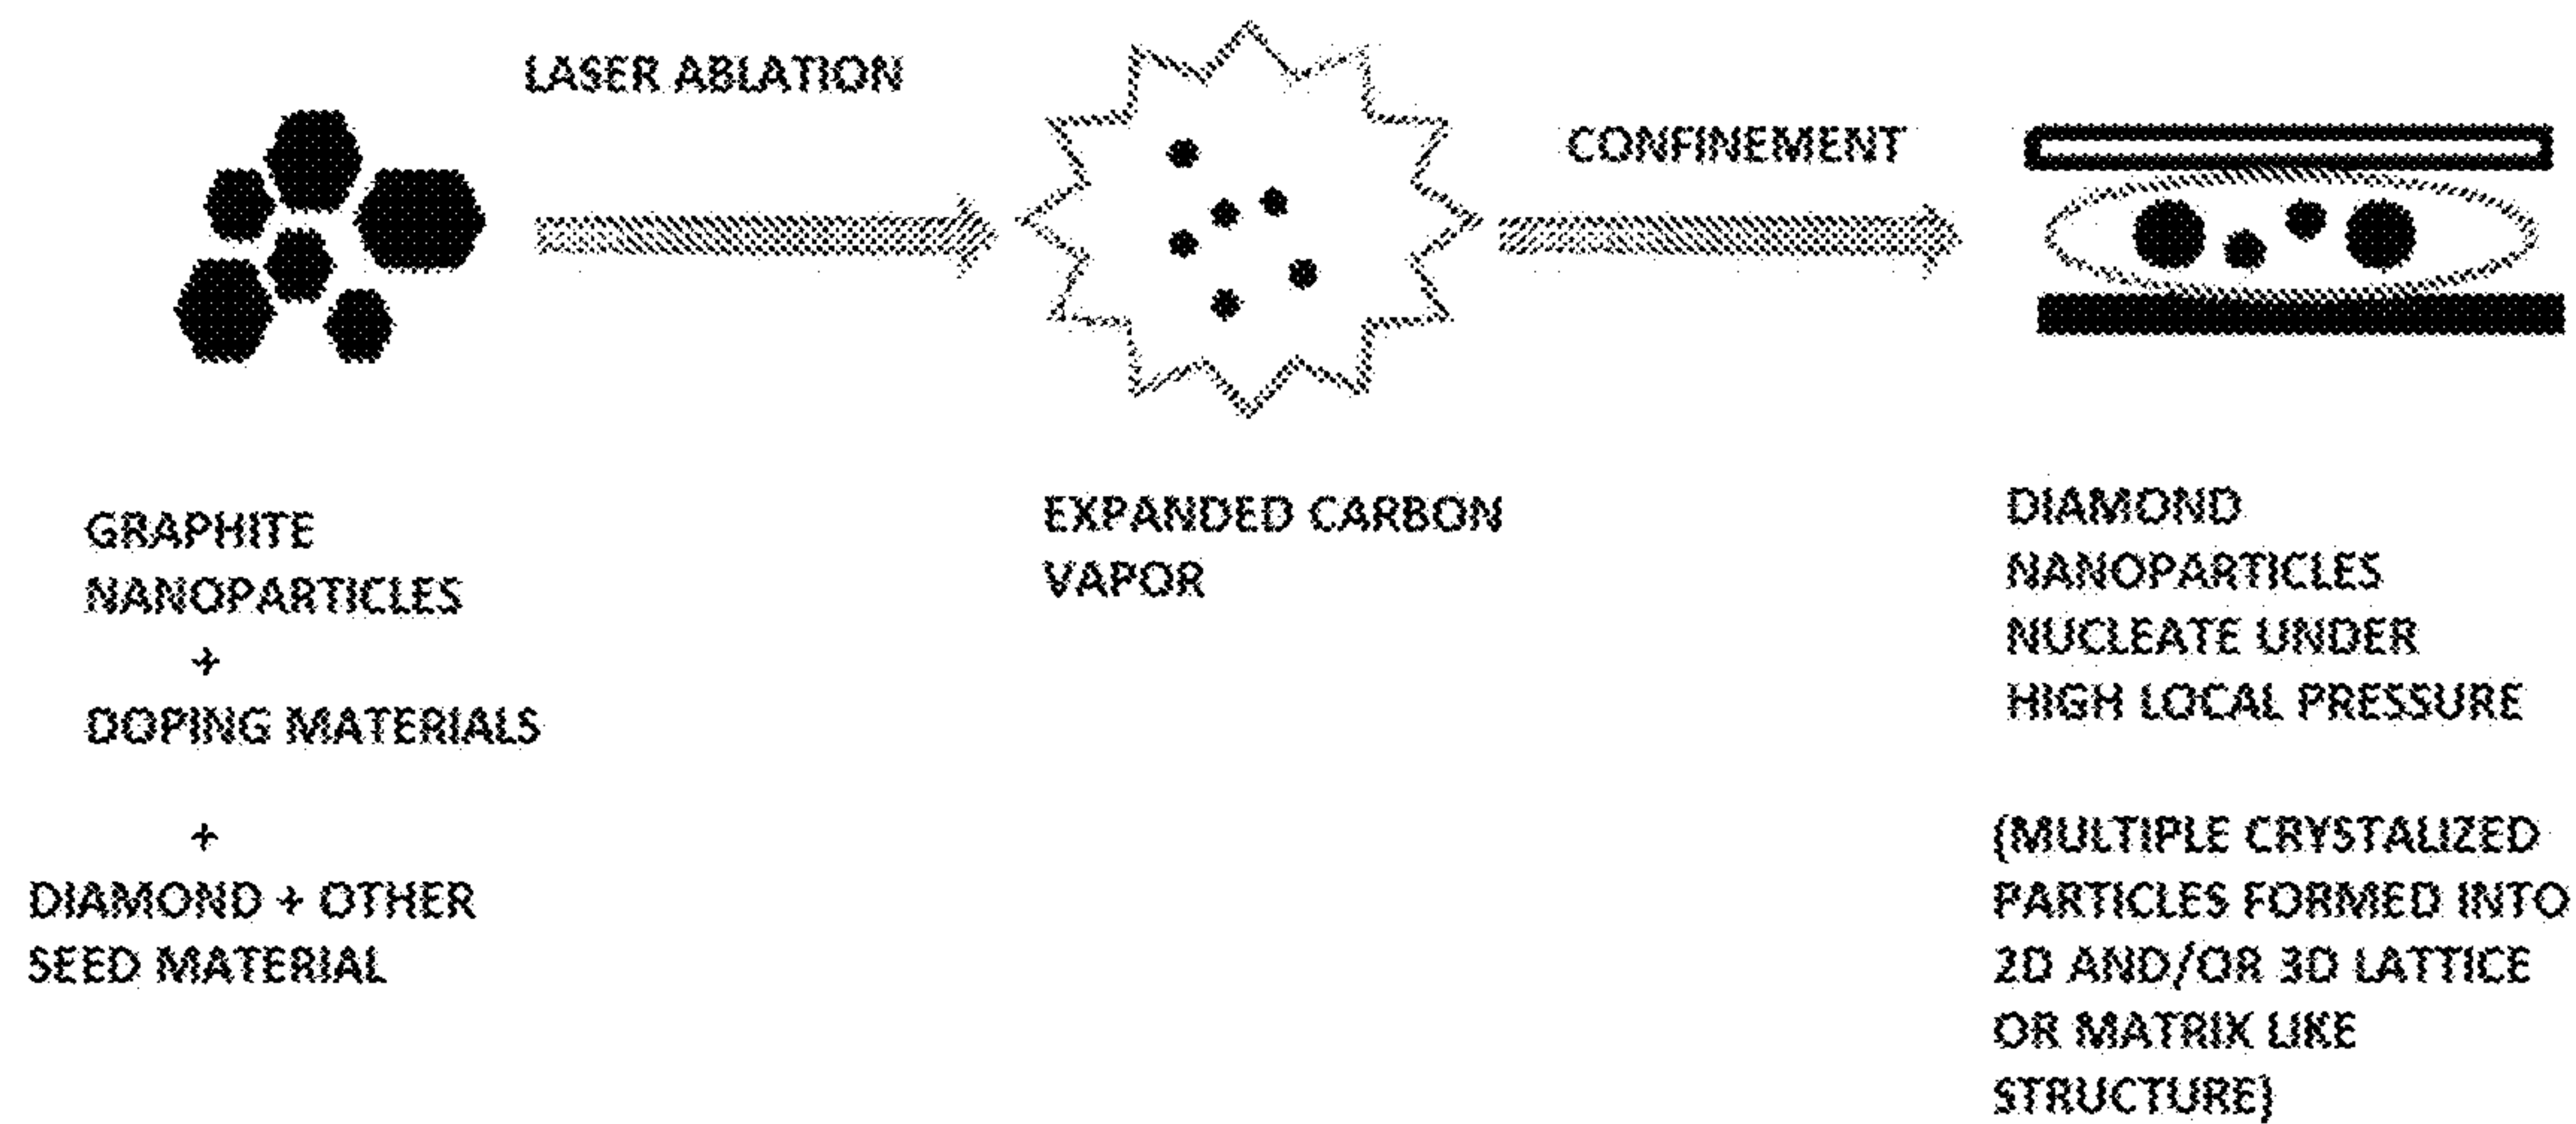 LASER ABLATION
CONFINEMENT
GRAPHITE
NANOPARTICLES
+
DOPING MATERIALS
+
DIAMOND + OTHER
SEED MATERIAL
EXPANDED CARBON
VAPOR
DIAMOND
NANOPARTICLES
NUCLEATE UNDER
HIGH LOCAL PRESSURE
(MULTIPLE CRYSTALIZED
PARTICLES FORMED INTO
2D AND/OR 3D LATTICE
OR MATRIX LIKE
STRUCTURE)